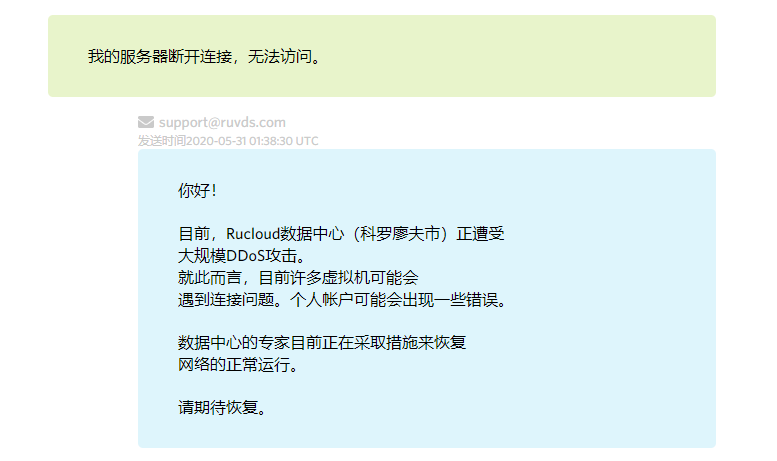 我的服务器断开连接，无法访问。
support@ruvds.com
发送时间2020-05-31 01:38:30 UTC
你好！
目前，Rucloud数据中心（科罗廖夫市）正遭受
大规模DDoS攻击。
就此而言，目前许多虚拟机可能会
遇到连接问题。个人帐户可能会出现一些错误。
数据中心的专家目前正在采取措施来恢复
网络的正常运行。
请期待恢复。